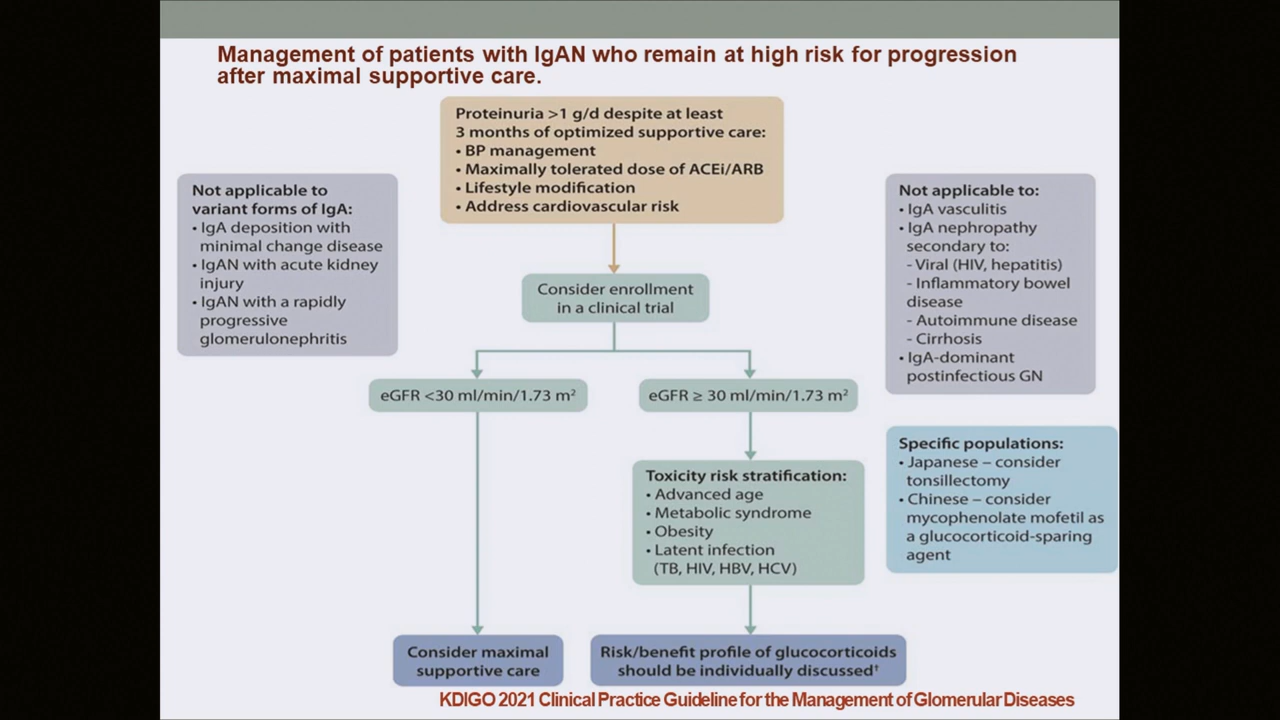 Management of patients with IgAN who remain at high risk for progression
after maximal supportive care.
Proteinuria >1 g/d despite at least
3 months of optimized supportive care:
• BP management
• Maximally tolerated dose of ACEi/ARB
• Lifestyle modification
• Address cardiovascular risk
Not applicable to
variant forms of IgA:
• IgA deposition with
minimal change disease
• IgAN with acute kidney
injury
• IgAN with a rapidly
progressive
glomerulonephritis
Not applicable to:
• IgA vasculitis
• IgA nephropathy
secondary to:
- Viral (HIV, hepatitis)
- Inflammatory bowel
disease
- Autoimmune disease
- Cirrhosis
• IgA-dominant
postinfectious GN
Consider enrollment
in a clinical trial
eGFR <30 ml/min/1.73 m²
eGFR ≥ 30 ml/min/1.73 m²
Specific populations:
• Japanese – consider
tonsillectomy
• Chinese – consider
mycophenolate mofetil as
a glucocorticoid-sparing
agent
Toxicity risk stratification:
• Advanced age
• Metabolic syndrome
• Obesity
• Latent infection
(TB, HIV, HBV, HCV)
Consider maximal
supportive care
Risk/benefit profile of glucocorticoids
should be individually discussed†
KDIGO 2021 Clinical Practice Guideline for the Management of Glomerular Diseases